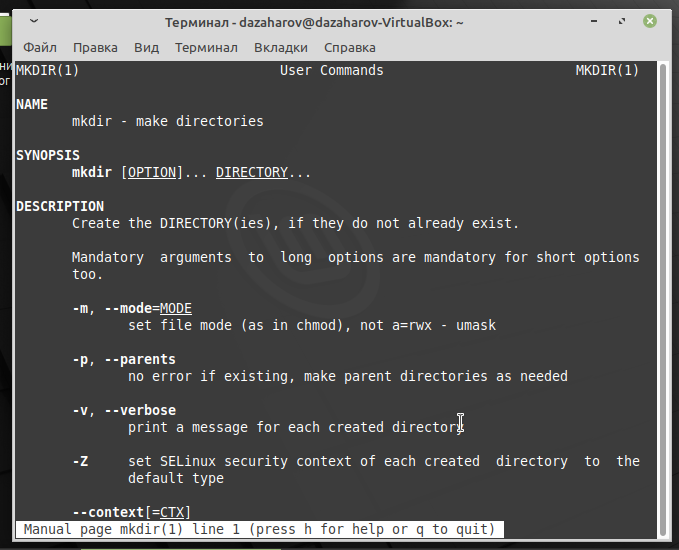 ни
ог
Терминал - dazaharov@dazaharov-VirtualBox: ~
Файл Правка Вид Терминал Вкладки Справка
MKDIR(1) User Commands MKDIR(1)
NAME
mkdir - make directories
SYNOPSIS
mkdir [OPTION]... DIRECTORY...
DESCRIPTION
Create the DIRECTORY(ies), if they do not already exist.
Mandatory arguments to long options are mandatory for short options
too.
-m, --mode=MODE
set file mode (as in chmod), not a=rwx - umask
-p, --parents
no error if existing, make parent directories as needed
-v, --verbose
print a message for each created directory
-Z set SELinux security context of each created directory to the
default type
--context[=CTX]
Manual page mkdir(1) line 1 (press h for help or q to quit)